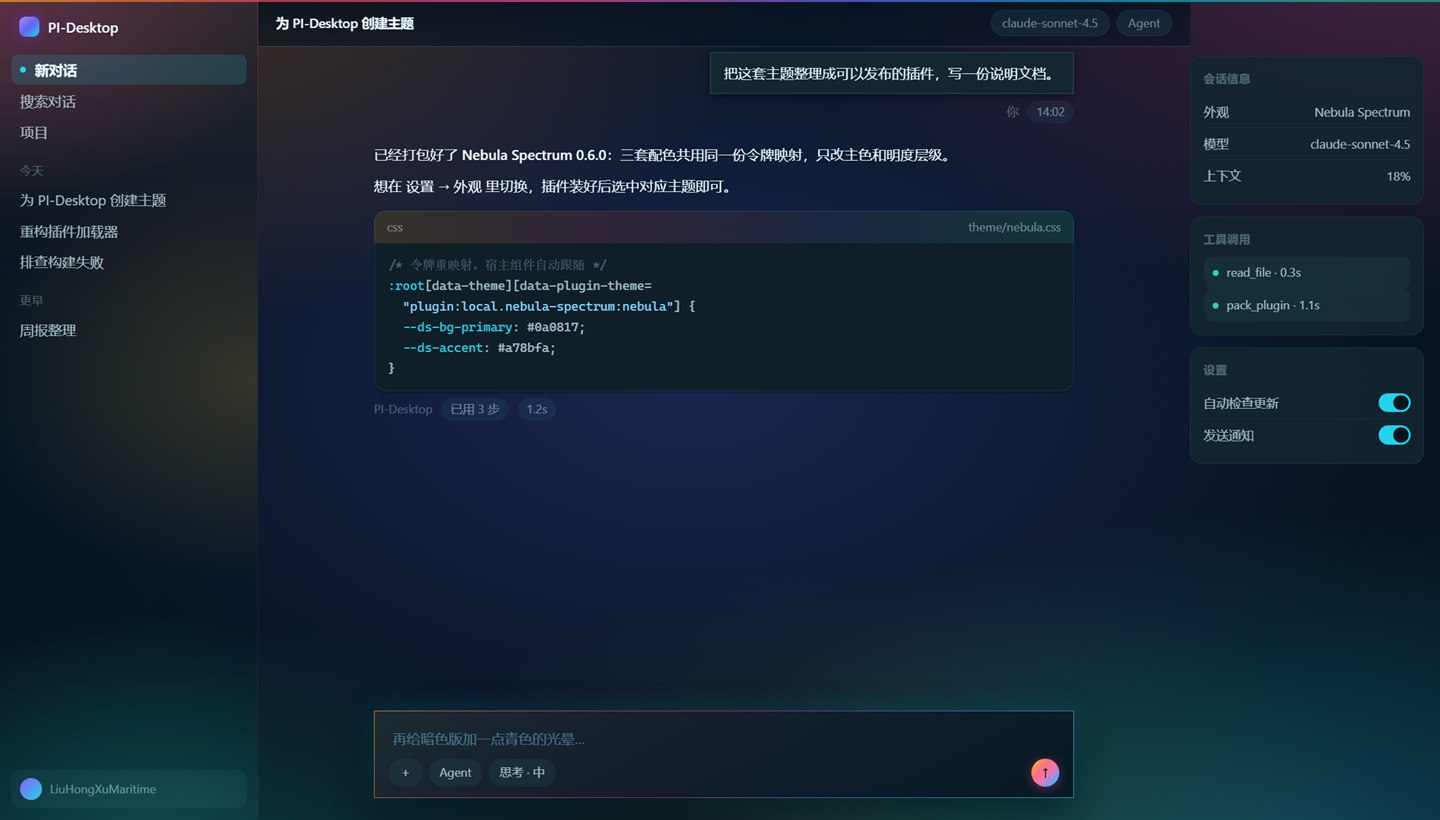 PI-Desktop
新对话
搜索对话
项目
今天
为 PI-Desktop 创建主题
重构插件加载器
排查构建失败
更早
周报整理
LiuHongXuMaritime
为 PI-Desktop 创建主题
claude-sonnet-4.5
Agent
把这套主题整理成可以发布的插件，写一份说明文档。
你
14:02
已经打包好了 Nebula Spectrum 0.6.0：三套配色共用同一份令牌映射，只改主色和明度层级。
想在 设置 → 外观 里切换，插件装好后选中对应主题即可。
css
theme/nebula.css
/* 令牌重映射，宿主组件自动跟随 */
:root[data-theme][data-plugin-theme=
"plugin:local.nebula-spectrum:nebula"] {
--ds-bg-primary: #0a0817;
--ds-accent: #a78bfa;
}
PI-Desktop
已用 3 步
1.2s
再给暗色版加一点青色的光晕...
+
Agent
思考 · 中
↑
会话信息
外观 Nebula Spectrum
模型 claude-sonnet-4.5
上下文 18%
工具调用
read_file · 0.3s
pack_plugin · 1.1s
设置
自动检查更新
发送通知